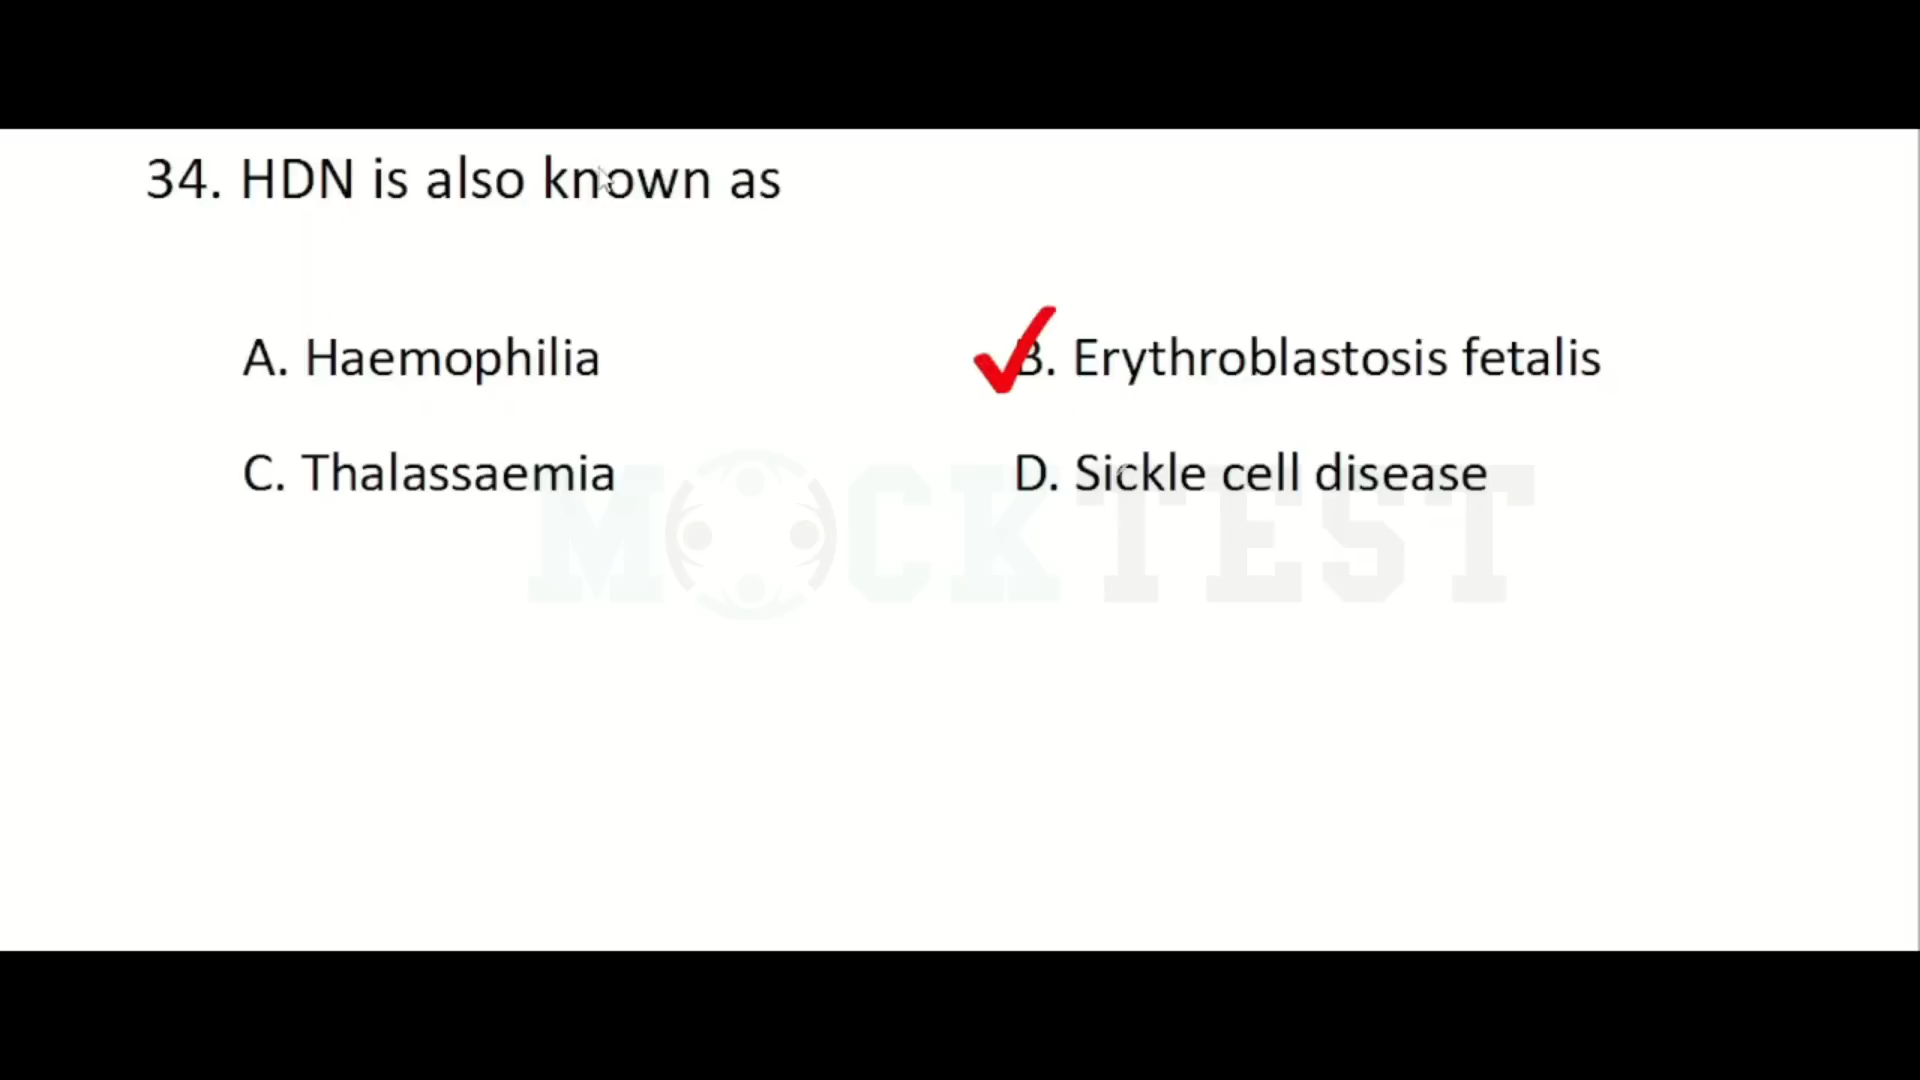 34. HDN is also known as
A. Haemophilia
B. Erythroblastosis fetalis
C. Thalassaemia
D. Sickle cell disease
MOCKTEST